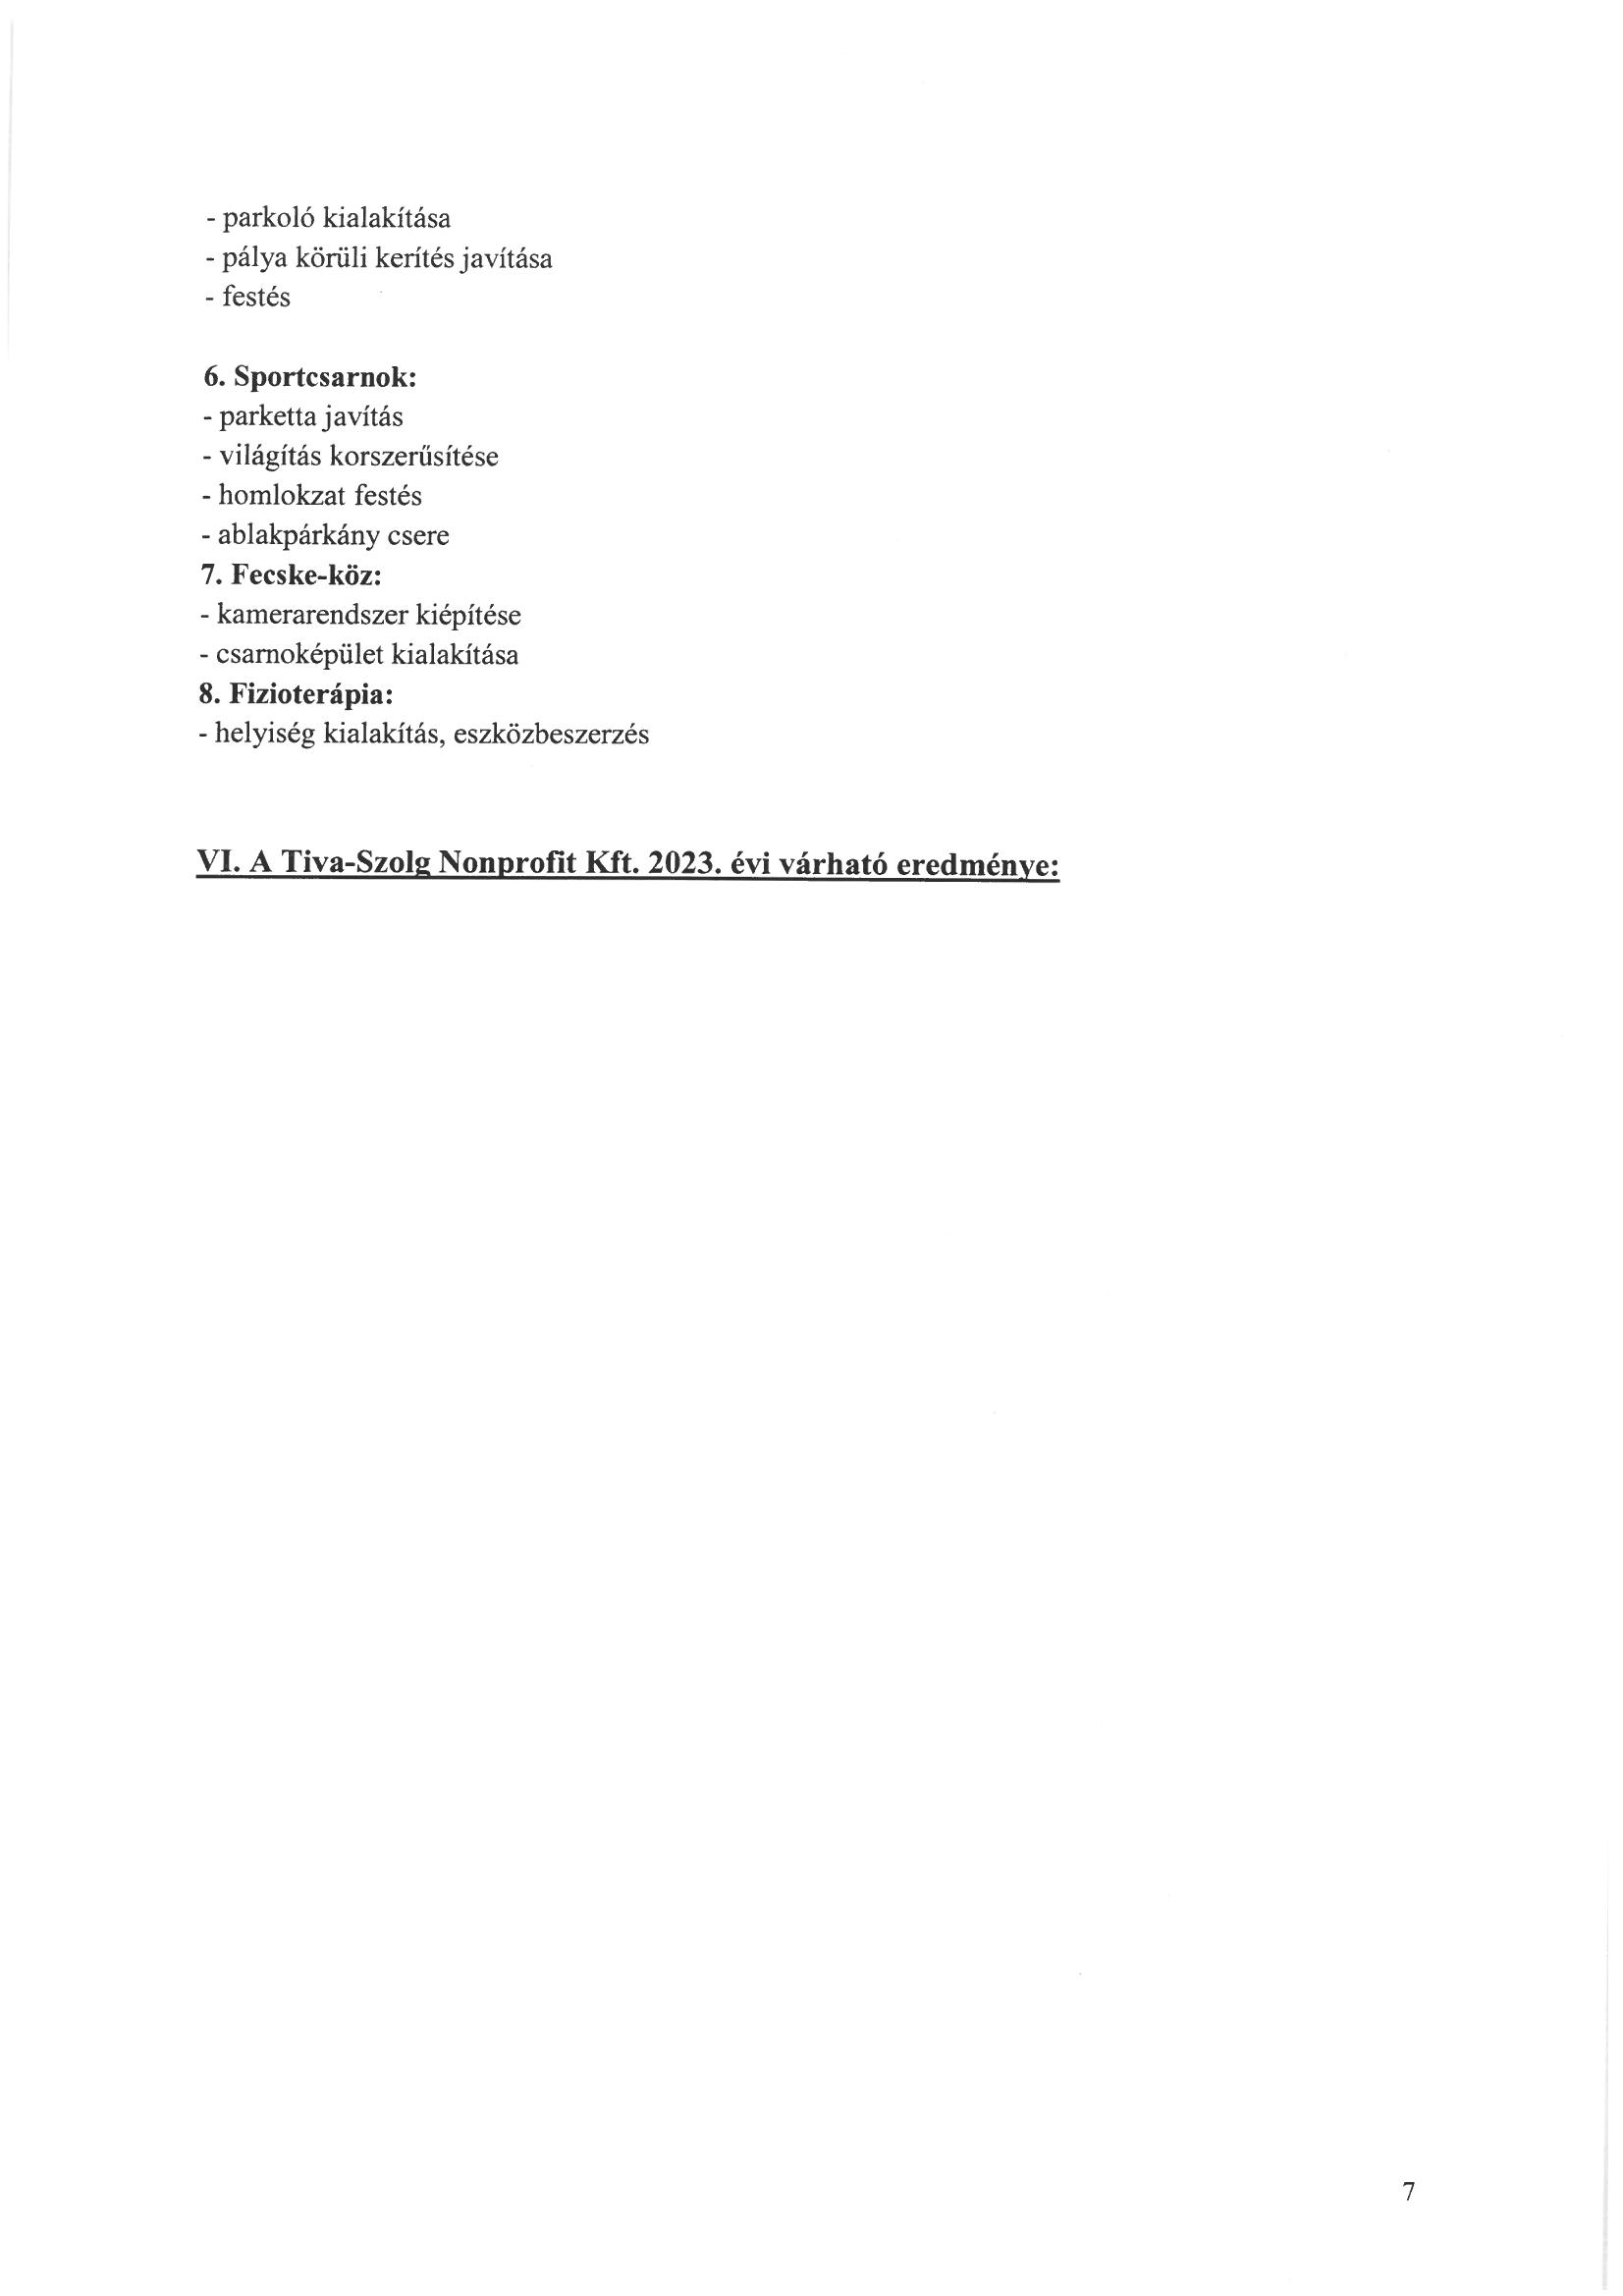 - parkoló kialakítása
- pálya körüli kerítés javítása
- festés
6. Sportcsarnok:
- parketta javítás
- világítás korszerűsítése
- homlokzat festés
- ablakpárkány csere
7. Fecske-köz:
- kamerarendszer kiépítése
- csarnoképület kialakítása
8. Fizioterápia:
- helyiség kialakítás, eszközbeszerzés
VI. A Tiva-Szolg Nonprofit Kft. 2023. évi várható eredménye:
7